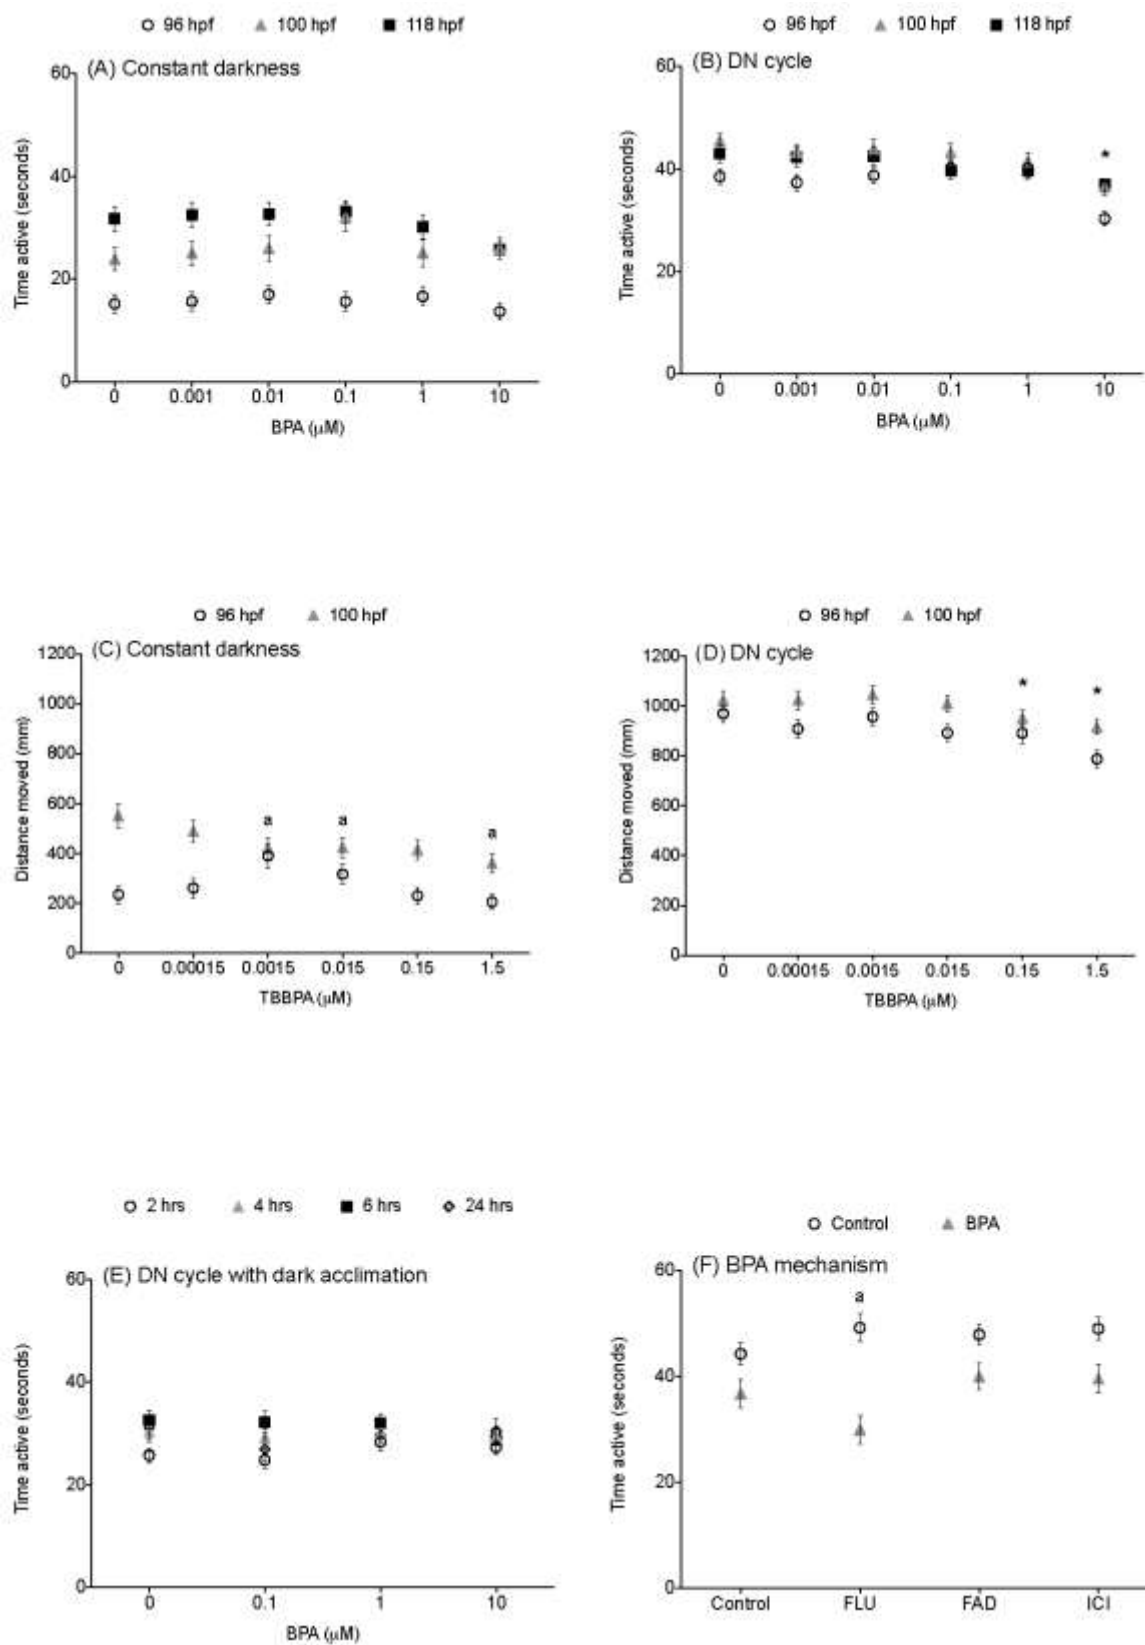 96 hpf 100 hpf 118 hpf
(A) Constant darkness
60
40
20
0
Time active (seconds)
0 0.001 0.01 0.1 1 10
BPA (μM)
96 hpf 100 hpf 118 hpf
(B) DN cycle
60
40
20
0
Time active (seconds)
*
0 0.001 0.01 0.1 1 10
BPA (μM)
96 hpf 100 hpf
(C) Constant darkness
1200
1000
800
600
400
200
0
Distance moved (mm)
a a a
0 0.00015 0.0015 0.015 0.15 1.5
TBBPA (μM)
96 hpf 100 hpf
(D) DN cycle
1200
1000
800
600
400
200
0
Distance moved (mm)
* *
0 0.00015 0.0015 0.015 0.15 1.5
TBBPA (μM)
2 hrs 4 hrs 6 hrs 24 hrs
(E) DN cycle with dark acclimation
60
40
20
0
Time active (seconds)
0 0.1 1 10
BPA (μM)
Control BPA
(F) BPA mechanism
60
40
20
0
Time active (seconds)
a
Control FLU FAD ICI